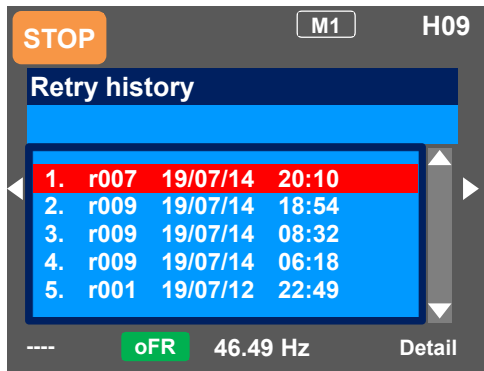 STOP M1 H09
Retry history
1. r007 19/07/14 20:10
2. r009 19/07/14 18:54
3. r009 19/07/14 08:32
4. r009 19/07/14 06:18
5. r001 19/07/12 22:49
---- oFR 46.49 Hz Detail